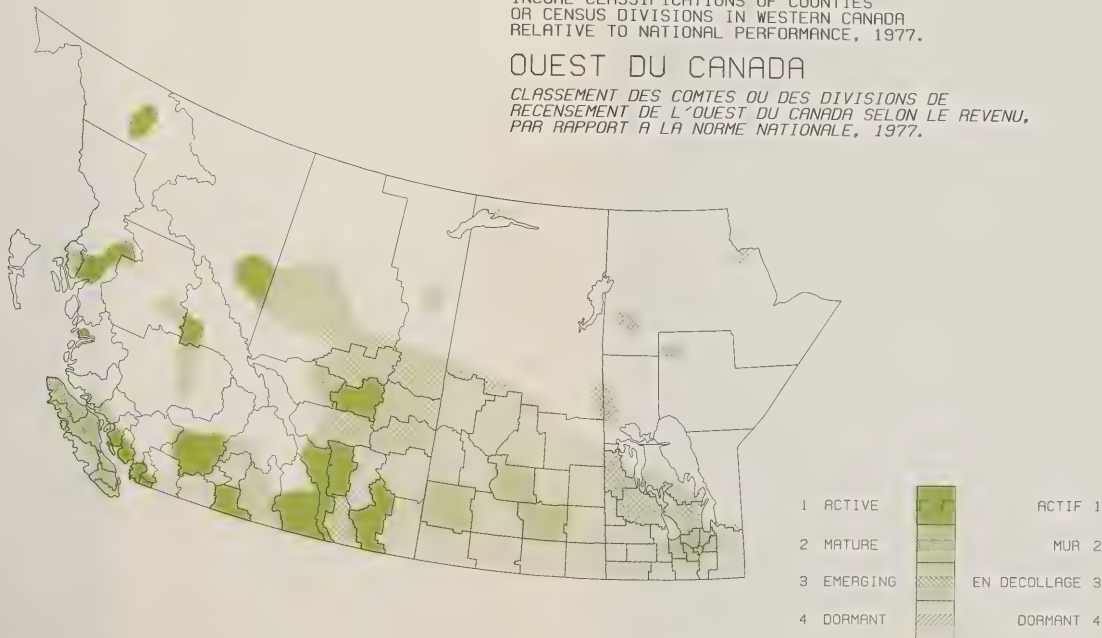 INCOME CLASSIFICATIONS OF COUNTIES
OR CENSUS DIVISIONS IN WESTERN CANADA
RELATIVE TO NATIONAL PERFORMANCE, 1977.
OUEST DU CANADA
CLASSEMENT DES COMTES OU DES DIVISIONS DE
RECENSEMENT DE L'OUEST DU CANADA SELON LE REVENU,
PAR RAPPORT A LA NORME NATIONALE, 1977.
1 ACTIVE ACTIF 1
2 MATURE MUR 2
3 EMERGING EN DECOLLAGE 3
4 DORMANT DORMANT 4